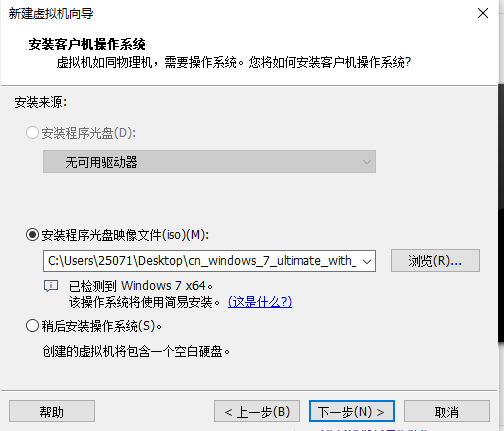 新建虚拟机向导
安装客户机操作系统
虚拟机如同物理机，需要操作系统。您将如何安装客户机操作系统?
安装来源:
安装程序光盘(D):
无可用驱动器
安装程序光盘映像文件(iso)(M):
C:\Users\25071\Desktop\cn_windows_7_ultimate_with_
浏览(R)...
已检测到 Windows 7 x64。
该操作系统将使用简易安装。 (这是什么?)
稍后安装操作系统(S)。
创建的虚拟机将包含一个空白硬盘。
帮助
< 上一步(B)
下一步(N) >
取消